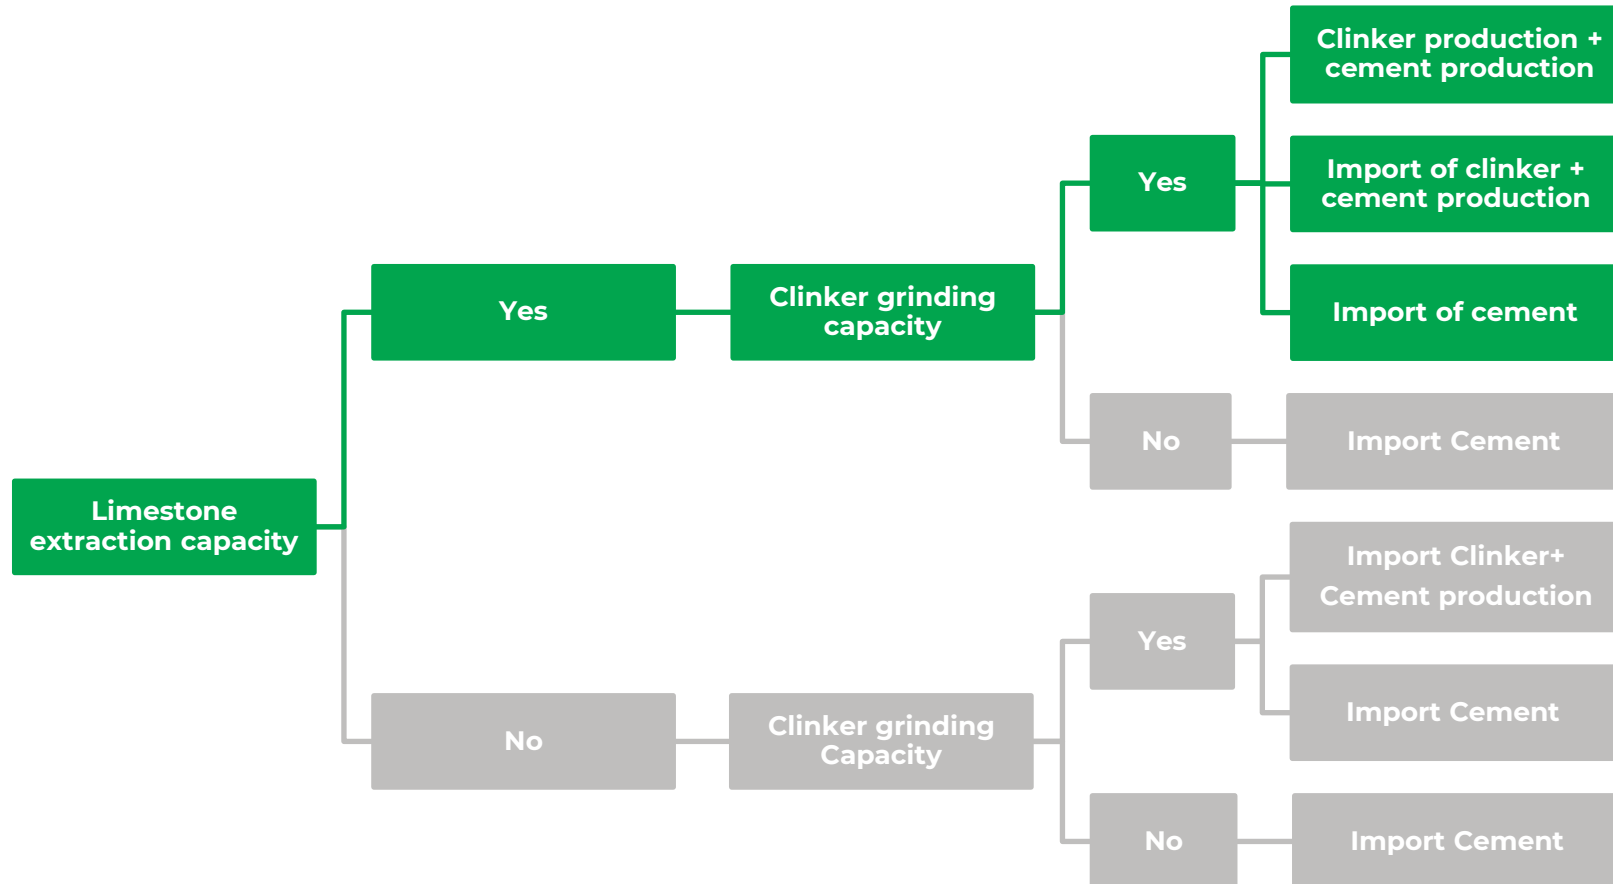 Clinker production +
cement production
Yes
Import of clinker +
cement production
Yes
Clinker grinding
capacity
Import of cement
No
Import Cement
Limestone
extraction capacity
Import Clinker+
Cement production
Yes
Import Cement
No
Clinker grinding
Capacity
No
Import Cement